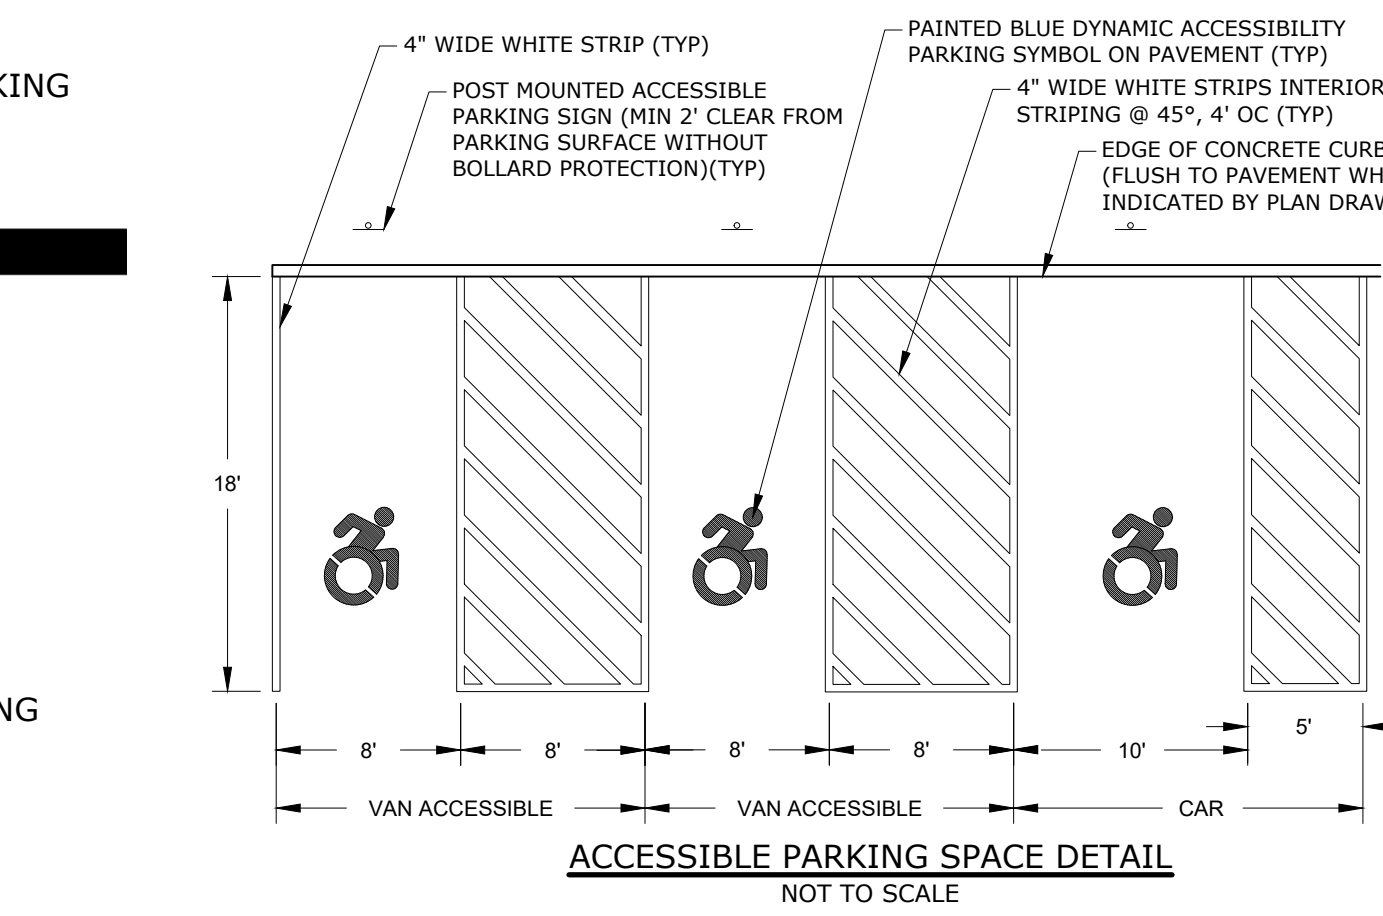 KING
NG
4" WIDE WHITE STRIP (TYP)
POST MOUNTED ACCESSIBLE
PARKING SIGN (MIN 2' CLEAR FROM
PARKING SURFACE WITHOUT
BOLLARD PROTECTION)(TYP)
PAINTED BLUE DYNAMIC ACCESSIBILITY
PARKING SYMBOL ON PAVEMENT (TYP)
4" WIDE WHITE STRIPS INTERIOR
STRIPING @ 45°, 4' OC (TYP)
EDGE OF CONCRETE CURB
(FLUSH TO PAVEMENT WH
INDICATED BY PLAN DRAW
18'
8' 8' 8' 8' 10' 5'
VAN ACCESSIBLE VAN ACCESSIBLE CAR
ACCESSIBLE PARKING SPACE DETAIL
NOT TO SCALE